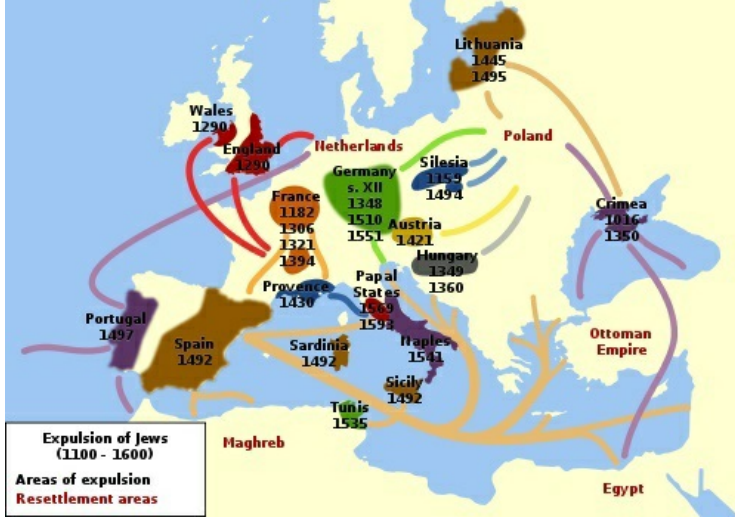 Lithuania
1445
1495
Wales
1290
England
1290
Netherlands
Poland
Germany
s. XII
1348
1510
1551
Silesia
1159
1494
France
1182
1306
1321
1394
Austria
1421
Crimea
1016
1350
Hungary
1349
1360
Provence
1430
Papal
States
1569
1593
Portugal
1497
Spain
1492
Sardinia
1492
Naples
1541
Ottoman
Empire
Sicily
1492
Tunis
1535
Maghreb
Egypt
Expulsion of Jews
(1100 - 1600)
Areas of expulsion
Resettlement areas